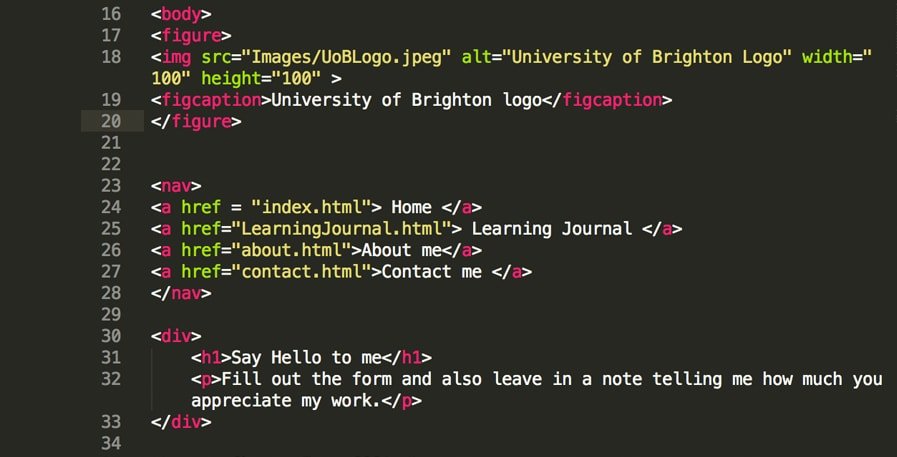 16 <body>
17 <figure>
18 <img src="Images/UoBLogo.jpeg" alt="University of Brighton Logo" width="
100" height="100" >
19 <figcaption>University of Brighton logo</figcaption>
20 </figure>
21
22
23 <nav>
24 <a href = "index.html"> Home </a>
25 <a href="LearningJournal.html"> Learning Journal </a>
26 <a href="about.html">About me</a>
27 <a href="contact.html">Contact me </a>
28 </nav>
29
30 <div>
31 <h1>Say Hello to me</h1>
32 <p>Fill out the form and also leave in a note telling me how much you
appreciate my work.</p>
33 </div>
34